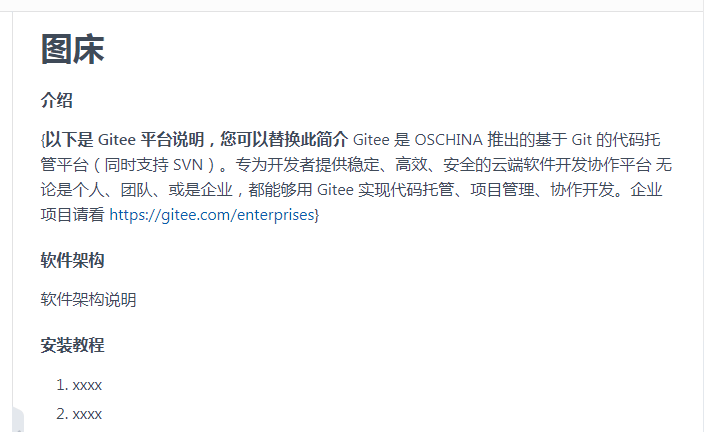 图床
介绍
{以下是 Gitee 平台说明，您可以替换此简介 Gitee 是 OSCHINA 推出的基于 Git 的代码托
管平台（同时支持 SVN）。专为开发者提供稳定、高效、安全的云端软件开发协作平台 无
论是个人、团队、或是企业，都能够用 Gitee 实现代码托管、项目管理、协作开发。企业
项目请看 https://gitee.com/enterprises}
软件架构
软件架构说明
安装教程
1. xxxx
2. xxxx